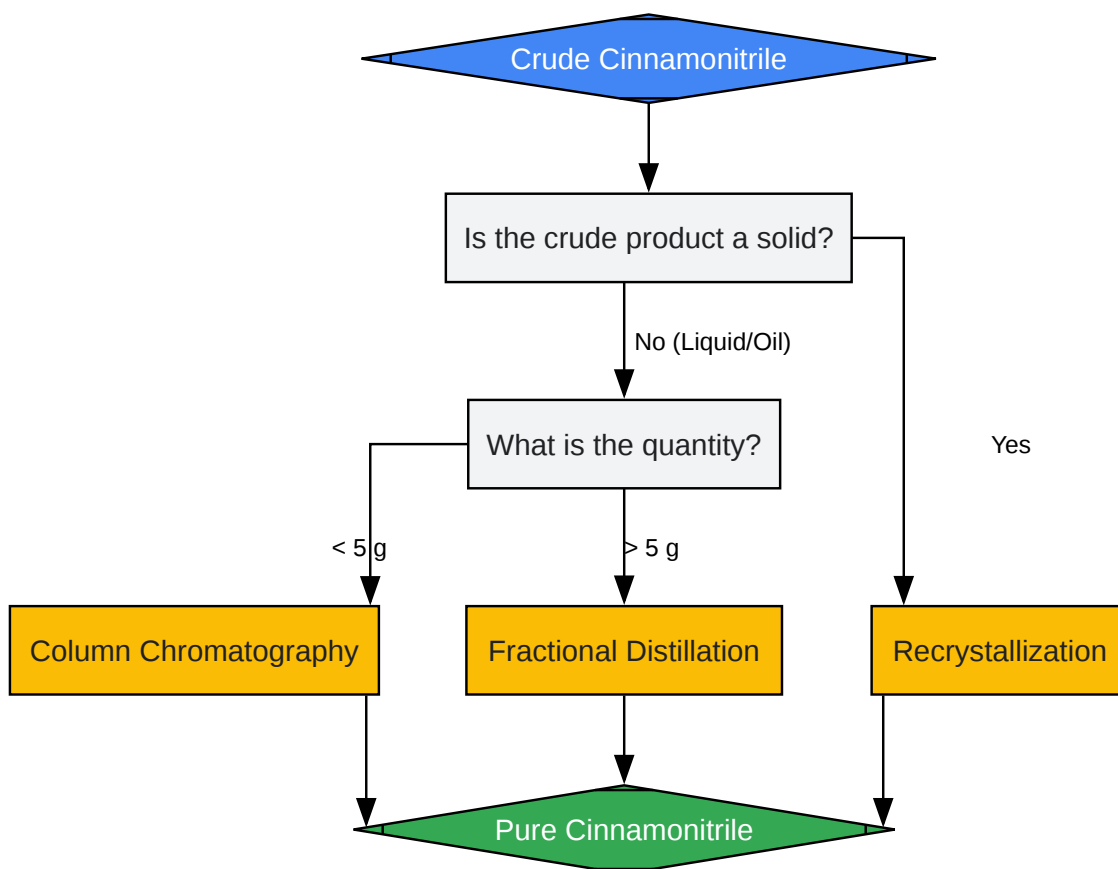 Crude Cinnamonitrile
Is the crude product a solid?
No (Liquid/Oil)
What is the quantity?
Yes
< 5 g
> 5 g
Column Chromatography
Fractional Distillation
Recrystallization
Pure Cinnamonitrile